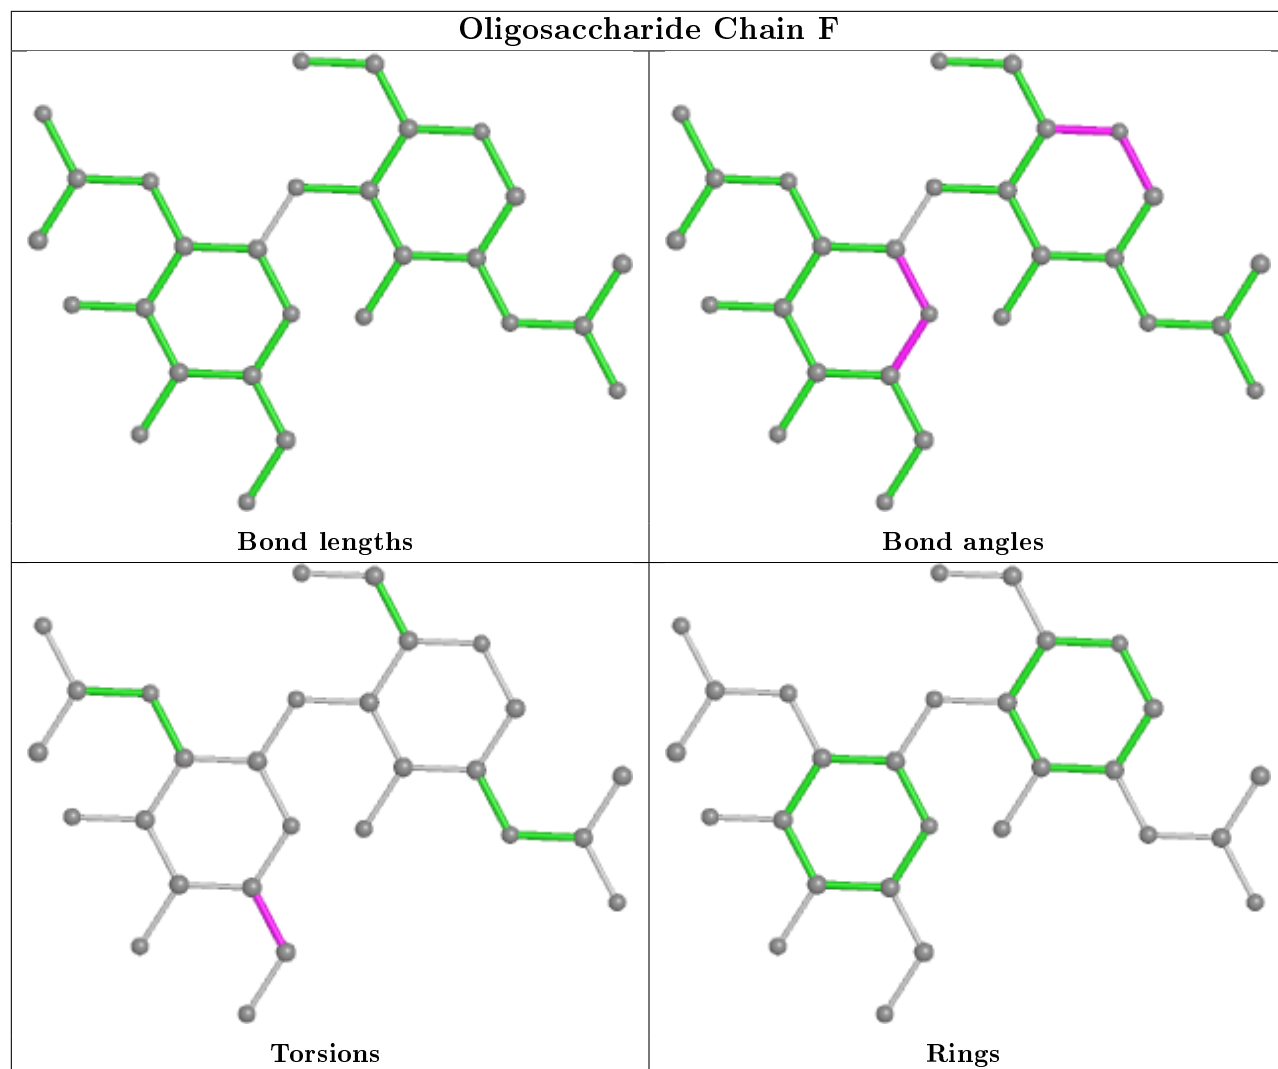 Oligosaccharide Chain F
Bond lengths
Bond angles
Torsions
Rings